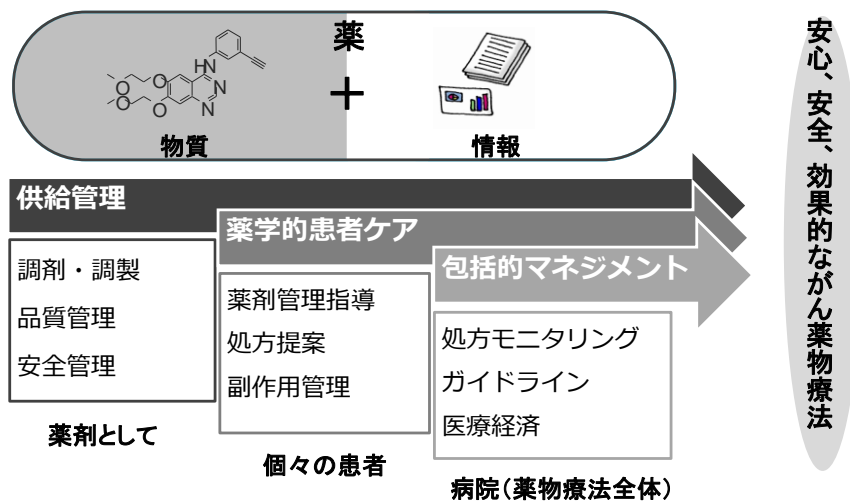 薬
HN
N
N
O
O
O
O
+
物質
情報
供給管理
調剤・調製
品質管理
安全管理
薬剤として
薬学的患者ケア
薬剤管理指導
処方提案
副作用管理
個々の患者
包括的マネジメント
処方モニタリング
ガイドライン
医療経済
病院（薬物療法全体）
安心、安全、効果的ながん薬物療法